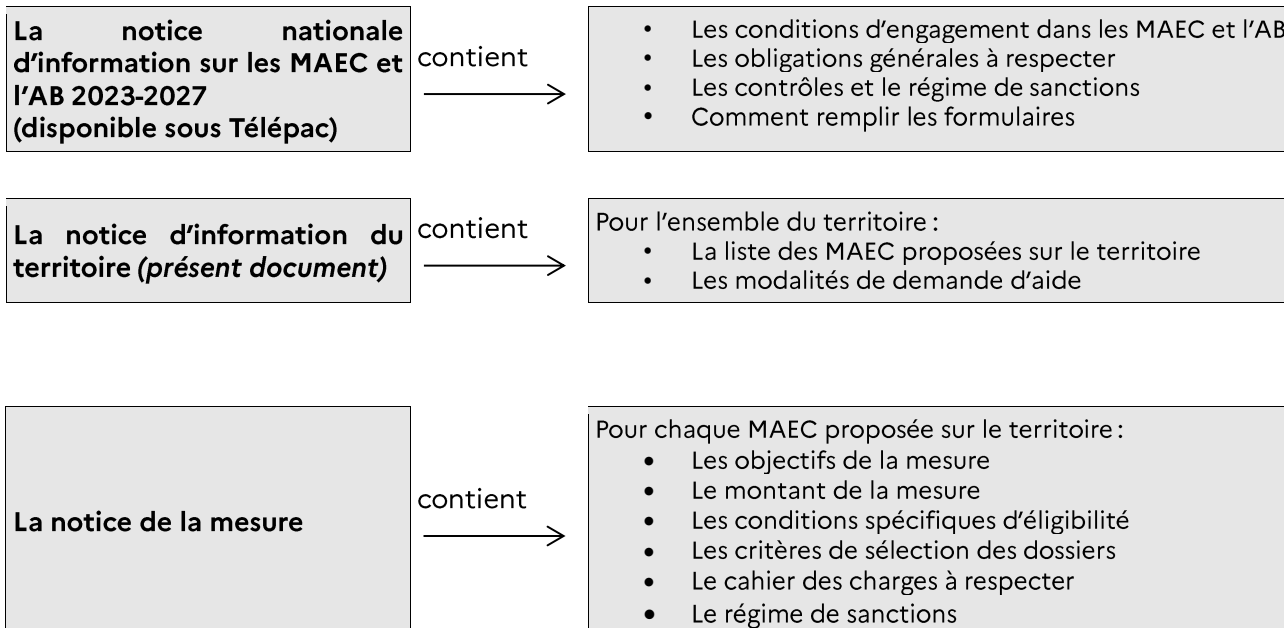 La notice nationale
d'information sur les MAEC et
l'AB 2023-2027
(disponible sous Télépac)
contient
• Les conditions d'engagement dans les MAEC et l'AB
• Les obligations générales à respecter
• Les contrôles et le régime de sanctions
• Comment remplir les formulaires
La notice d'information du
territoire (présent document)
contient
Pour l'ensemble du territoire :
• La liste des MAEC proposées sur le territoire
• Les modalités de demande d'aide
La notice de la mesure
contient
Pour chaque MAEC proposée sur le territoire :
• Les objectifs de la mesure
• Le montant de la mesure
• Les conditions spécifiques d'éligibilité
• Les critères de sélection des dossiers
• Le cahier des charges à respecter
• Le régime de sanctions